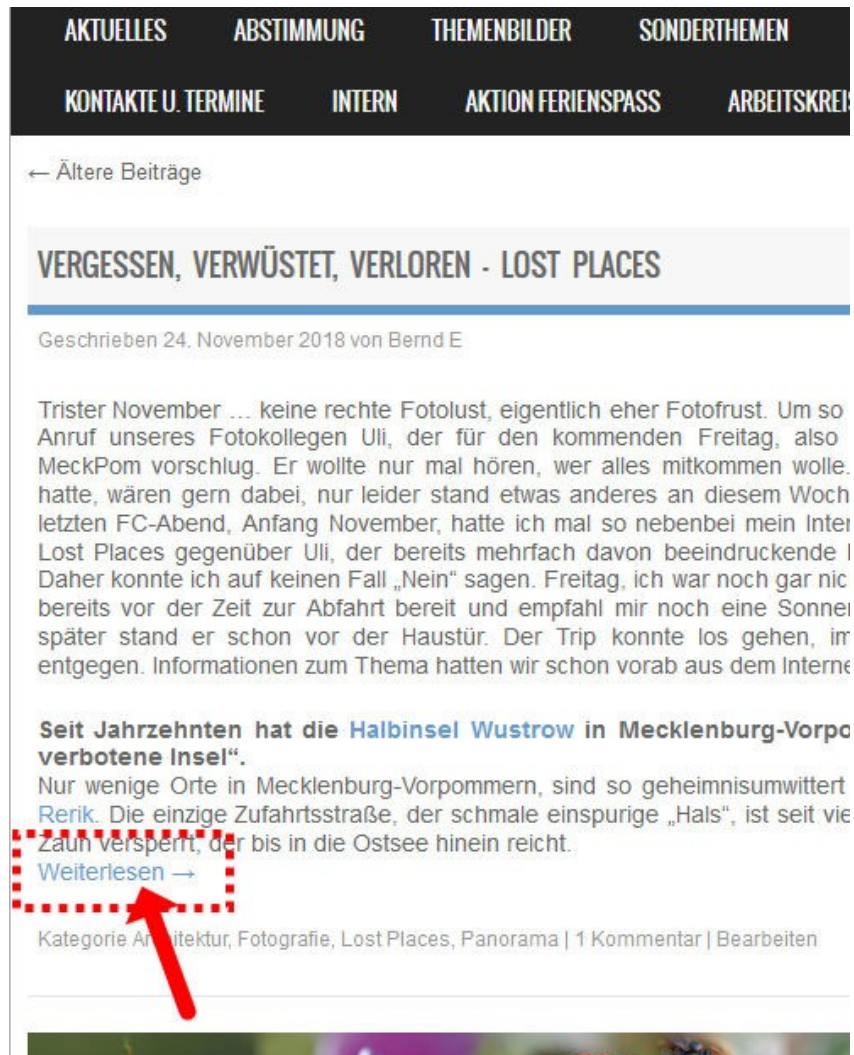 AKTUELLES ABSTIMMUNG THEMENBILDER SONDERTHEMEN
KONTAKTE U. TERMINE INTERN AKTION FERIENSPASS ARBEITSKREIS
← Ältere Beiträge
VERGESSEN, VERWÜSTET, VERLOREN - LOST PLACES
Geschrieben 24. November 2018 von Bernd E
Trister November … keine rechte Fotolust, eigentlich eher Fotofrust. Um so
Anruf unseres Fotokollegen Uli, der für den kommenden Freitag, also
MeckPom vorschlug. Er wollte nur mal hören, wer alles mitkommen wolle.
hatte, wären gern dabei, nur leider stand etwas anderes an diesem Woch
letzten FC-Abend, Anfang November, hatte ich mal so nebenbei mein Inter
Lost Places gegenüber Uli, der bereits mehrfach davon beeindruckende
Daher konnte ich auf keinen Fall „Nein“ sagen. Freitag, ich war noch gar nic
bereits vor der Zeit zur Abfahrt bereit und empfahl mir noch eine Sonner
später stand er schon vor der Haustür. Der Trip konnte los gehen, im
entgegen. Informationen zum Thema hatten wir schon vorab aus dem Interne
Seit Jahrzehnten hat die Halbinsel Wustrow in Mecklenburg-Vorpo
verbotene Insel“.
Nur wenige Orte in Mecklenburg-Vorpommern, sind so geheimnisumwittert
Rerik. Die einzige Zufahrtsstraße, der schmale einspurige „Hals“, ist seit vie
Zaun versperrt, der bis in die Ostsee hinein reicht.
Weiterlesen →
Kategorie Architektur, Fotografie, Lost Places, Panorama | 1 Kommentar | Bearbeiten